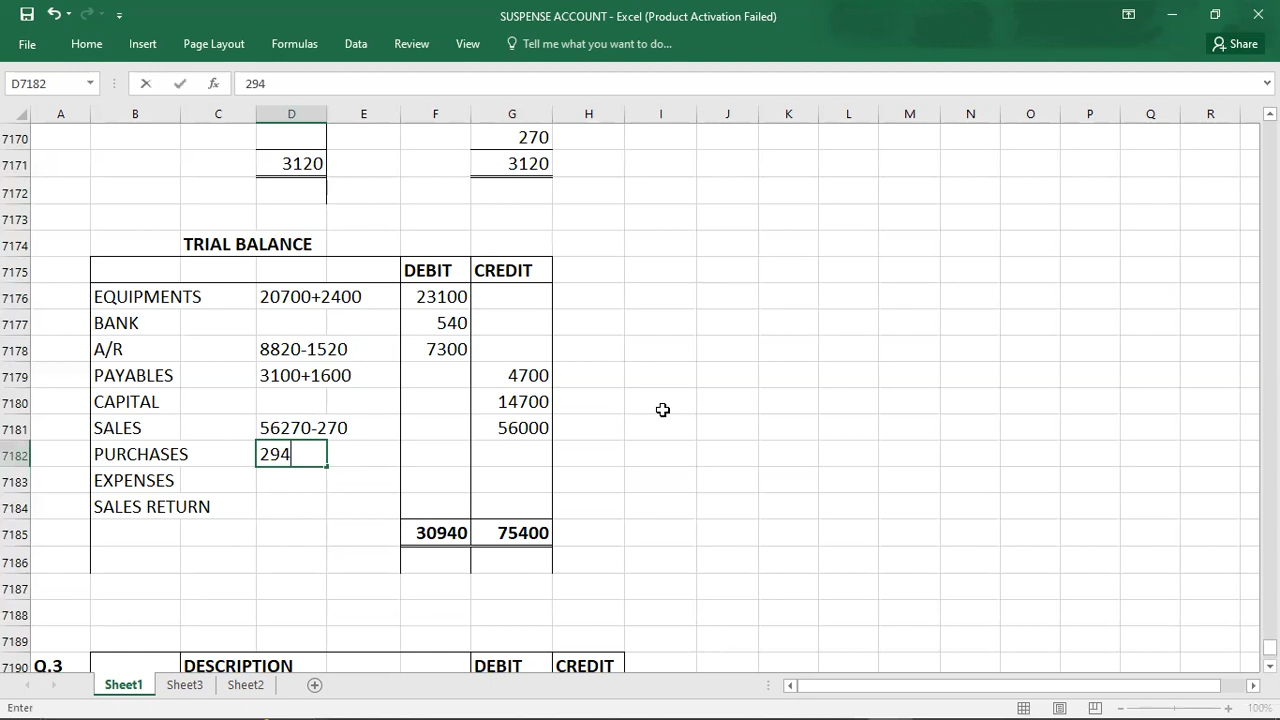 SUSPENSE ACCOUNT - Excel (Product Activation Failed)
File Home Insert Page Layout Formulas Data Review View Tell me what you want to do... Share
D7182 fx 294
A B C D E F G H I J K L M N O P Q R
7170 270
7171 3120 3120
7172
7173
7174 TRIAL BALANCE
7175 DEBIT CREDIT
7176 EQUIPMENTS 20700+2400 23100
7177 BANK 540
7178 A/R 8820-1520 7300
7179 PAYABLES 3100+1600 4700
7180 CAPITAL 14700
7181 SALES 56270-270 56000
7182 PURCHASES 294
7183 EXPENSES
7184 SALES RETURN
7185 30940 75400
7186
7187
7188
7189
7190 Q.3 DESCRIPTION DEBIT CREDIT
Sheet1 Sheet3 Sheet2
Enter 100%